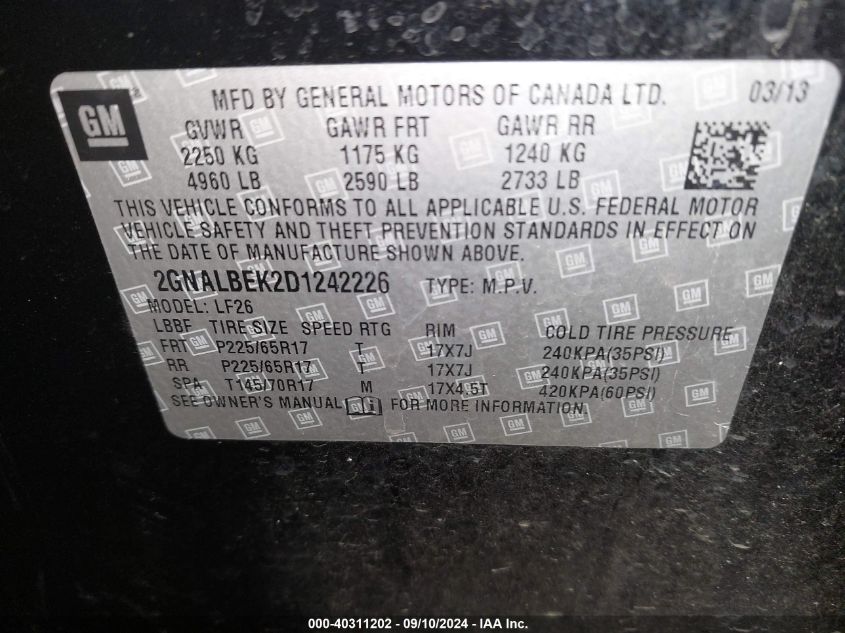 GM MFD BY GENERAL MOTORS OF CANADA LTD. 03/13
GVWR GAWR FRT GAWR RR
2250 KG 1175 KG 1240 KG
4960 LB 2590 LB 2733 LB
THIS VEHICLE CONFORMS TO ALL APPLICABLE U.S. FEDERAL MOTOR
VEHICLE SAFETY AND THEFT PREVENTION STANDARDS IN EFFECT ON
THE DATE OF MANUFACTURE SHOWN ABOVE.
2GNALBEK2D1242226 TYPE: M.P.V.
MODEL: LF26
LBBF TIRE SIZE SPEED RTG RIM COLD TIRE PRESSURE
FRT P225/65R17 T 17X7J 240KPA(35PSI)
RR P225/65R17 T 17X7J 240KPA(35PSI)
SPA T145/70R17 M 17X4.5T 420KPA(60PSI)
SEE OWNER'S MANUAL FOR MORE INFORMATION.
000-40311202 - 09/10/2024 - IAA Inc.